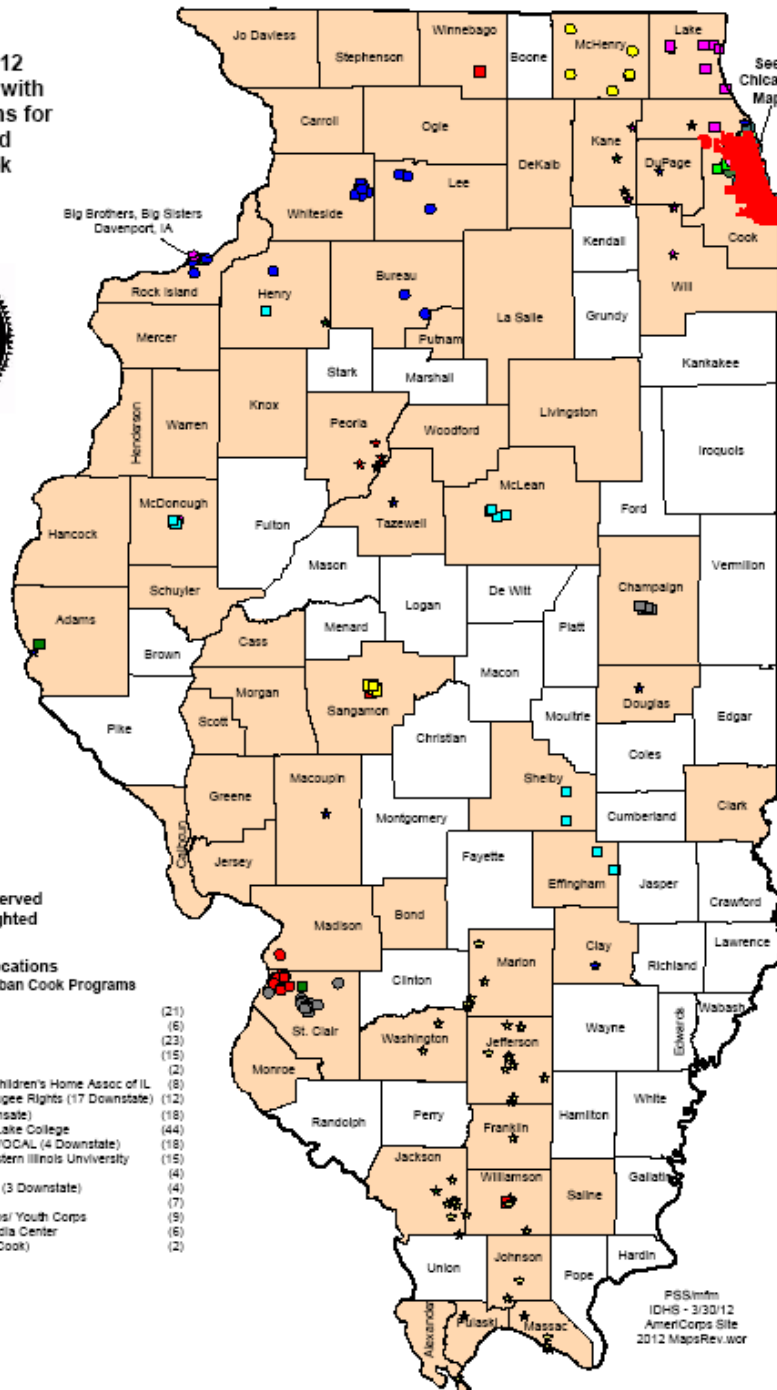 12
with
ns for
d
k
Jo Daviess
Stephenson
Winnebago
Boone
McHenry
Lake
See
Chica
Map
Carroll
Ogle
DeKalb
Kane
DuPage
Cook
Whiteside
Lee
Kendall
Will
Big Brothers, Big Sisters
Davenport, IA
Rock Island
Henry
Bureau
La Salle
Grundy
Putnam
Mercer
Kankakee
Stark
Marshall
Knox
Henderson
Warren
Peoria
Woodford
Livingston
Iroquois
McDonough
Fulton
Tazewell
McLean
Ford
Hancock
Mason
Vermilion
Schuyler
Logan
De Witt
Champaign
Adams
Brown
Cass
Menard
Piatt
Macon
Morgan
Sangamon
Douglas
Edgar
Scott
Pike
Christian
Moultrie
Coles
Greene
Macoupin
Shelby
Clark
Calhoun
Montgomery
Cumberland
Jersey
Fayette
Effingham
Jasper
Crawford
erved
ghted
Madison
Bond
Marion
Clay
Lawrence
Richland
ocations
ban Cook Programs
Clinton
(21)
(6)
(23)
(15)
(2)
St. Clair
Washington
Jefferson
Wayne
Edwards
Wabash
Monroe
hildren's Home Assoc of IL (8)
gee Rights (17 Downstate) (12)
nsate) (18)
Lake College (44)
VOCAL (4 Downstate) (18)
stern Illinois Unviversity (15)
(4)
(3 Downstate) (4)
(7)
os/ Youth Corps (9)
dia Center (6)
Cook) (2)
Randolph
Perry
Hamilton
White
Franklin
Jackson
Williamson
Saline
Gallatin
Union
Johnson
Pope
Hardin
Alexander
Pulaski
Massac
PSS/mfm
IDHS - 3/30/12
AmeriCorps Site
2012 MapsRev.wor